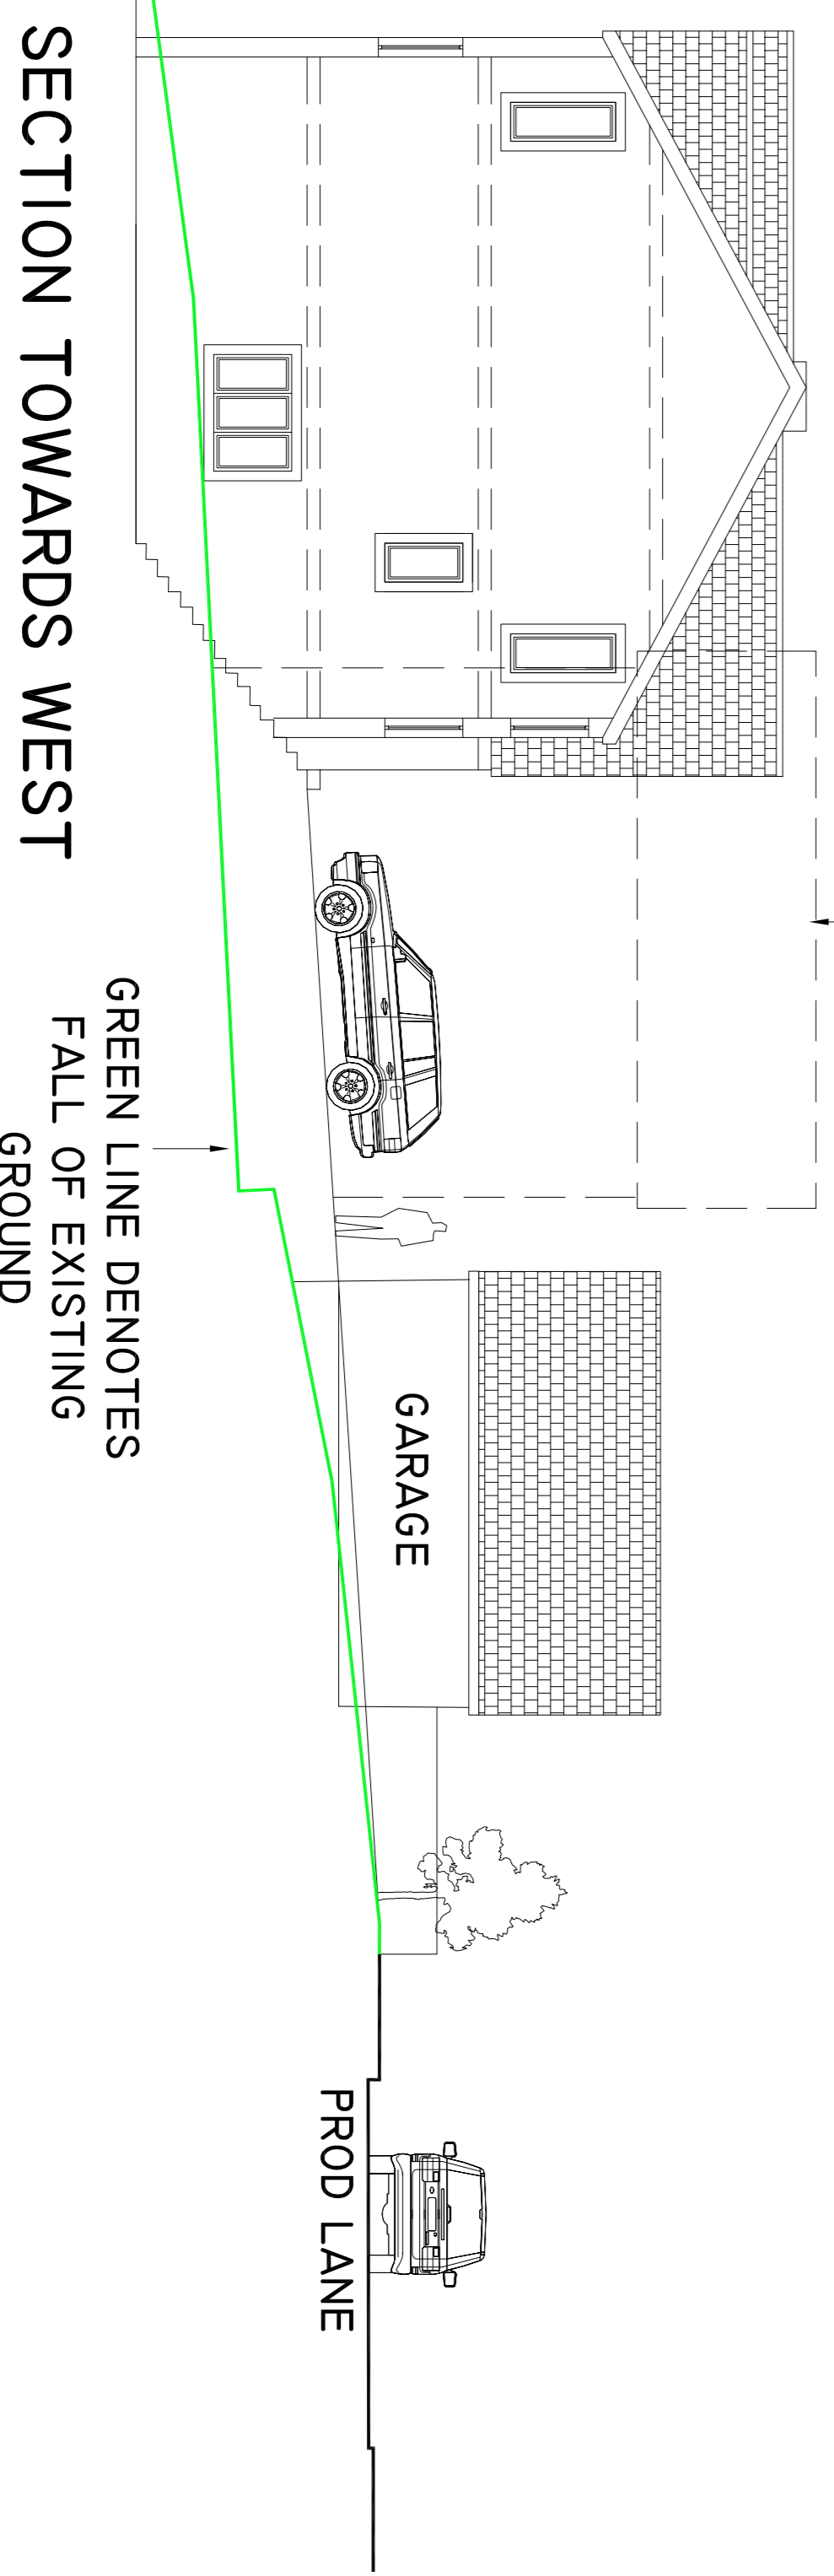 SECTION TOWARDS WEST
GREEN LINE DENOTES
FALL OF EXISTING
GROUND
GARAGE
PROD LANE